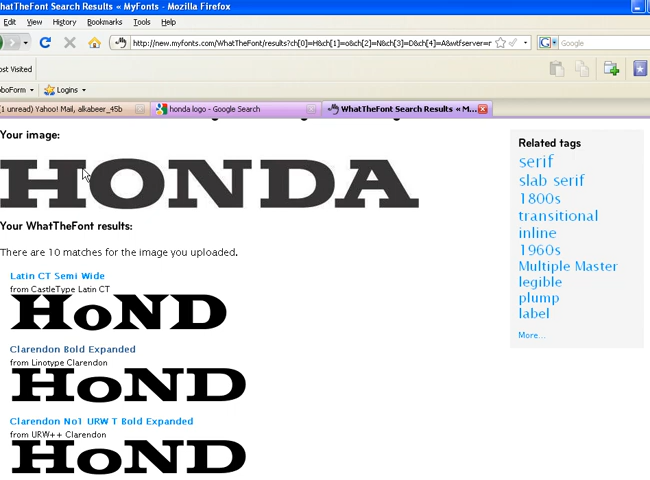 hatTheFont Search Results « MyFonts - Mozilla Firefox
Edit View History Bookmarks Tools Help
http://new.myfonts.com/WhatTheFont/results?ch[0]=H&ch[1]=o&ch[2]=N&ch[3]=D&ch[4]=A&wtfserver=r
Google
ost Visited
boForm Logins
1 unread) Yahoo! Mail, alkabeer_45b
honda logo - Google Search
WhatTheFont Search Results « M...
Your image:
HONDA
Your WhatTheFont results:
There are 10 matches for the image you uploaded.
Latin CT Semi Wide
from CastleType Latin CT
HoND
Clarendon Bold Expanded
from Linotype Clarendon
HoND
Clarendon No1 URW T Bold Expanded
from URW++ Clarendon
HoND
Related tags
serif
slab serif
1800s
transitional
inline
1960s
Multiple Master
legible
plump
label
More...